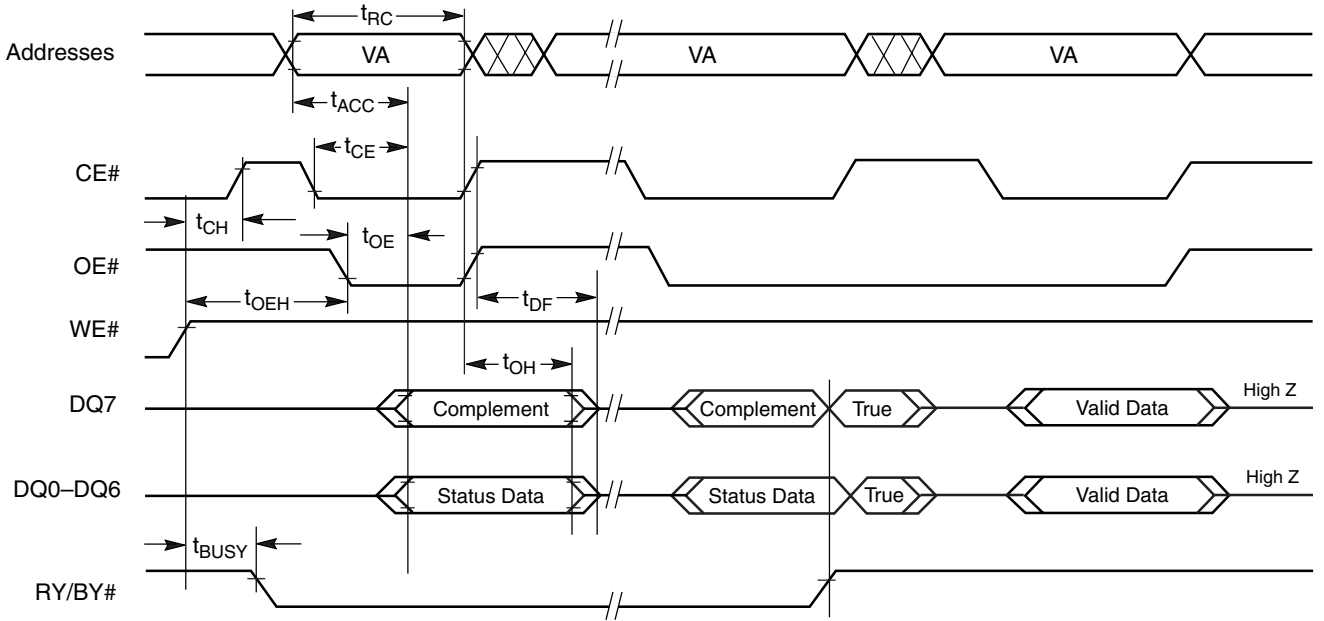 tRC
Addresses VA VA VA
tACC
tCE
CE#
tCH
tOE
OE#
tOEH
tDF
WE#
tOH
DQ7 Complement Complement True Valid Data High Z
DQ0–DQ6 Status Data Status Data True Valid Data High Z
tBUSY
RY/BY#